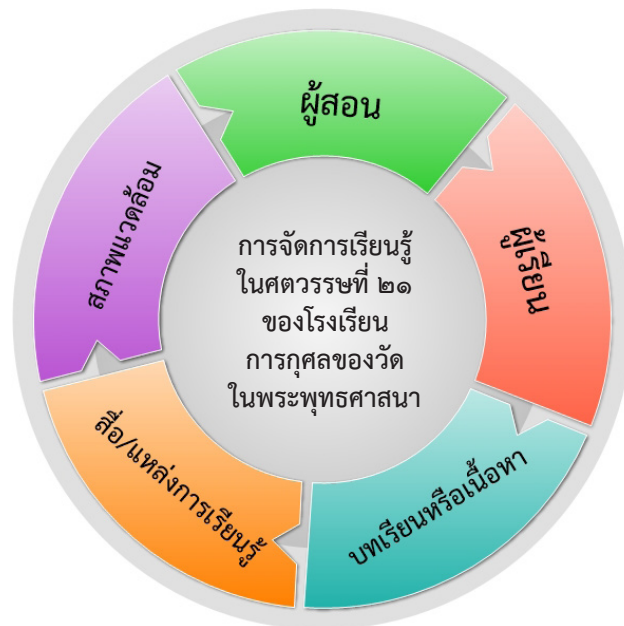 ผู้สอน
ผู้เรียน
บทเรียนหรือเนื้อหา
สื่อ/แหล่งการเรียนรู้
สภาพแวดล้อม
การจัดการเรียนรู้
ในศตวรรษที่ ๒๑
ของโรงเรียน
การกุศลของวัด
ในพระพุทธศาสนา